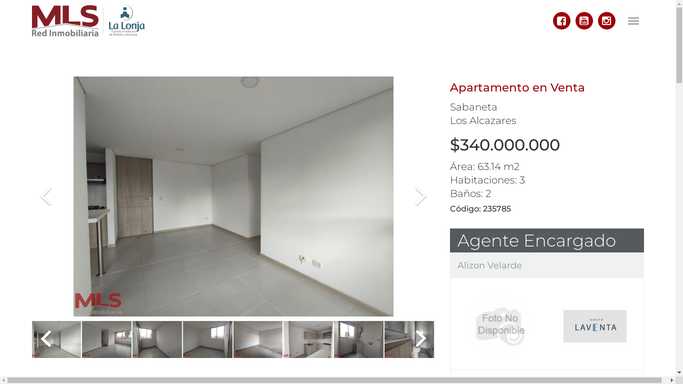 MLS
Red Inmobiliaria
La Lonja
Apartamento en Venta
Sabaneta
Los Alcazares
$340.000.000
Área: 63.14 m2
Habitaciones: 3
Baños: 2
Código: 235785
MLS
Agente Encargado
Alizon Velarde
Foto No
Disponible
LAVENTA